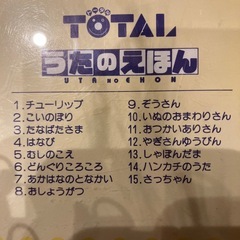 トータル
TOTAL
うたのえほん
UTA NO EHON
1.チューリップ
2.こいのぼり
3.たなばたさま
4.はなび
5.むしのこえ
6.どんぐりころころ
7.あかはなのとなかい
8.おしょうがつ
9.ぞうさん
10.いぬのおまわりさん
11.おつかいありさん
12.やぎさんゆうびん
13.しゃぼんだま
14.ハンカチのうた
15.さっちゃん